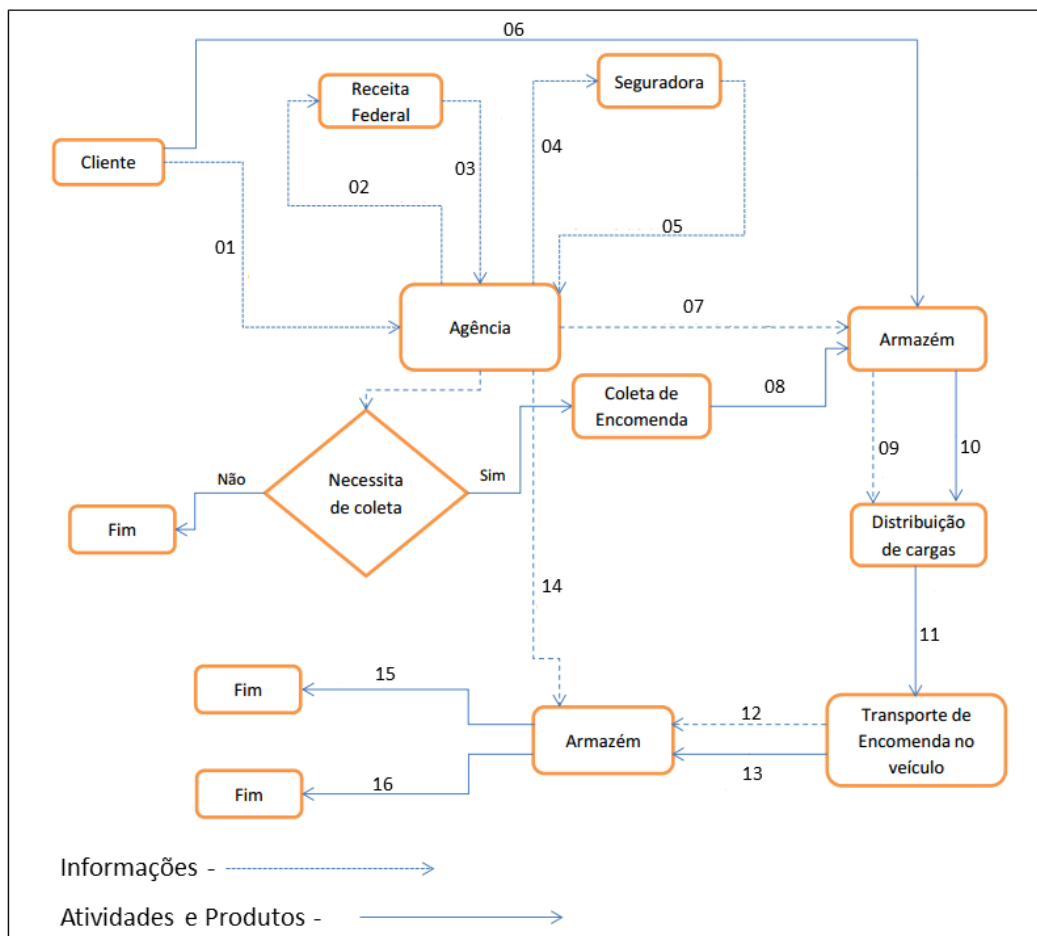 06
Receita
Federal
Seguradora
Cliente
04
03
02
05
01
07
Agência
Armazém
Coleta de
Encomenda
08
09
10
Não
Necessita
de coleta
Sim
Fim
Distribuição
de cargas
14
11
15
Fim
12
Transporte de
Encomenda no
veículo
Armazém
13
16
Fim
Informações -
Atividades e Produtos -